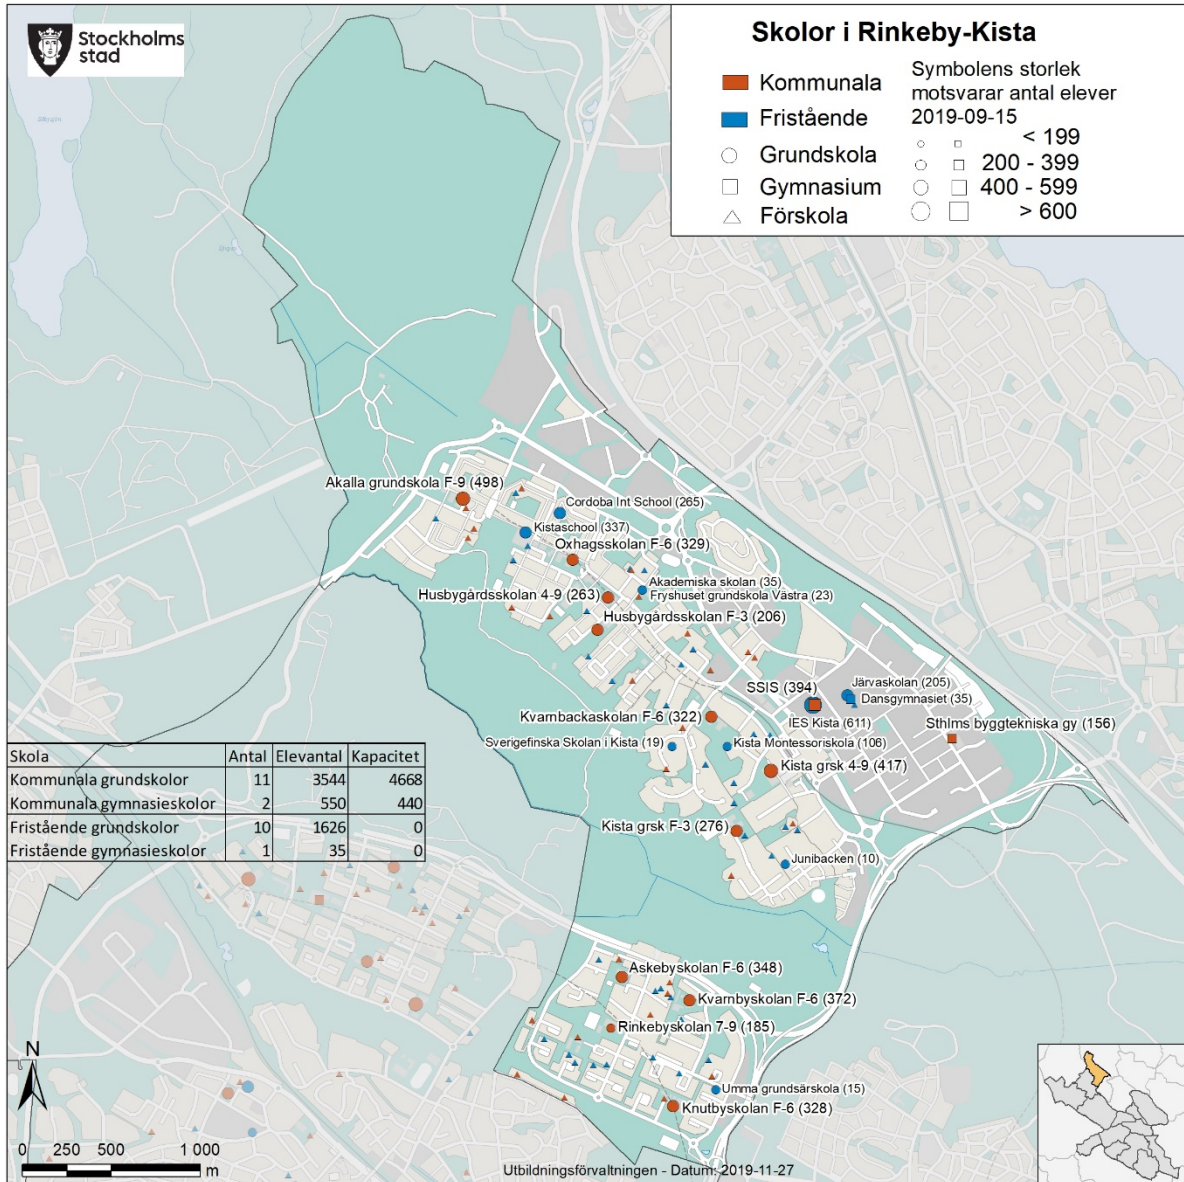 Stockholms
stad
Skolor i Rinkeby-Kista
Kommunala
Fristående
Grundskola
Gymnasium
Förskola
Symbolens storlek
motsvarar antal elever
2019-09-15
< 199
200 - 399
400 - 599
> 600
Akalla grundskola F-9 (498)
Cordoba Int School (265)
Kistaschool (337)
Oxhagsskolan F-6 (329)
Akademiska skolan (35)
Husbygårdsskolan 4-9 (263)
Fryshuset grundskola Västra (23)
Husbygårdsskolan F-3 (206)
SSIS (394)
Järvaskolan (205)
Dansgymnasiet (35)
Kvarnbackaskolan F-6 (322)
IES Kista (611)
Sthlms byggtekniska gy (156)
Sverigefinska Skolan i Kista (19)
Kista Montessoriskola (106)
Kista grsk 4-9 (417)
Kista grsk F-3 (276)
Junibacken (10)
Skola Antal Elevantal Kapacitet
Kommunala grundskolor 11 3544 4668
Kommunala gymnasieskolor 2 550 440
Fristående grundskolor 10 1626 0
Fristående gymnasieskolor 1 35 0
Askebyskolan F-6 (348)
Kvarnbyskolan F-6 (372)
Rinkebyskolan 7-9 (185)
Umma grundsärskola (15)
Knutbyskolan F-6 (328)
N
0 250 500 1 000
m
Utbildningsförvaltningen - Datum: 2019-11-27